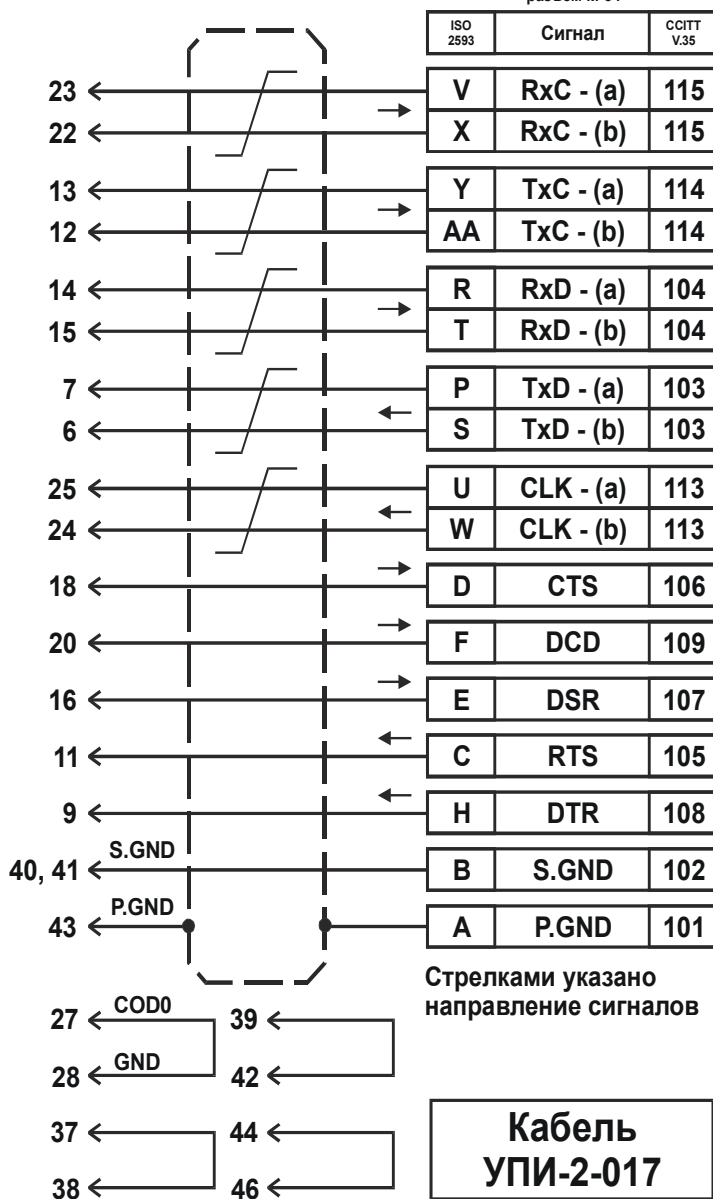 ISO 2593 Сигнал CCITT V.35
23 V RxC - (a) 115
22 X RxC - (b) 115
13 Y TxC - (a) 114
12 AA TxC - (b) 114
14 R RxD - (a) 104
15 T RxD - (b) 104
7 P TxD - (a) 103
6 S TxD - (b) 103
25 U CLK - (a) 113
24 W CLK - (b) 113
18 D CTS 106
20 F DCD 109
16 E DSR 107
11 C RTS 105
9 H DTR 108
40, 41 S.GND B S.GND 102
43 P.GND A P.GND 101
Стрелками указано
направление сигналов
27 COD0 39
28 GND 42
37 44
38 46
Кабель
УПИ-2-017